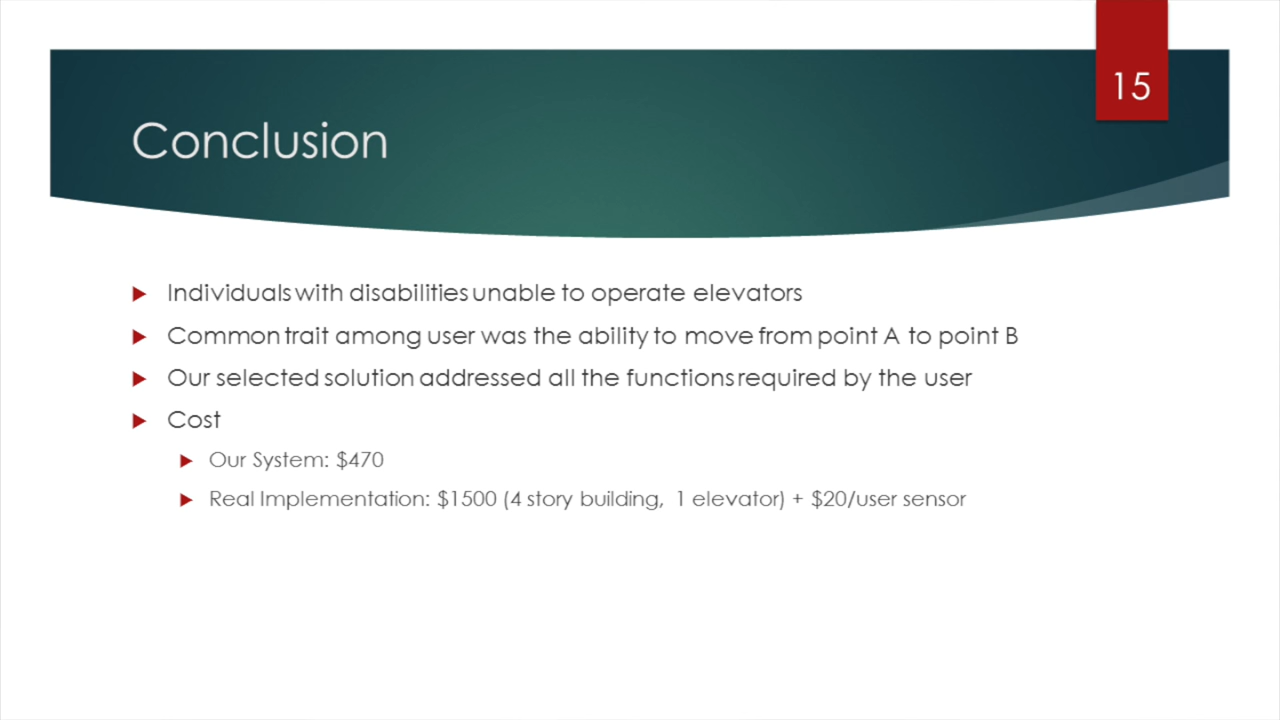 15
Conclusion
Individuals with disabilities unable to operate elevators
Common trait among user was the ability to move from point A to point B
Our selected solution addressed all the functions required by the user
Cost
Our System: $470
Real Implementation: $1500 (4 story building, 1 elevator) + $20/user sensor